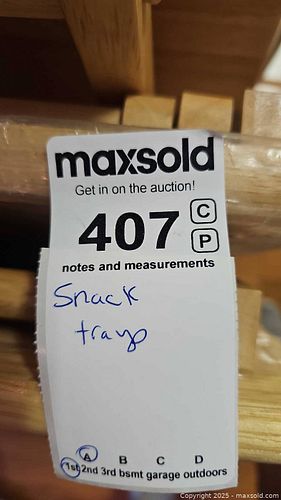 maxsold
Get in on the auction!
407 C
P
notes and measurements
Snack
trays
A B C D
1st 2nd 3rd bsmt garage outdoors
Copyright 2025 - maxsold.com